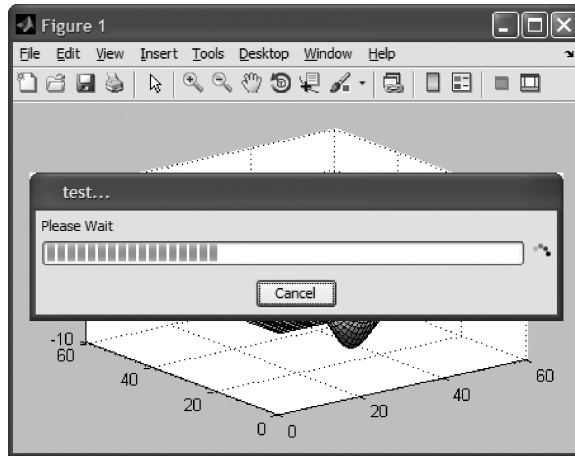 Figure 1
File Edit View Insert Tools Desktop Window Help
test...
Please Wait
Cancel
-10
60
40
20
0
0
20
40
60